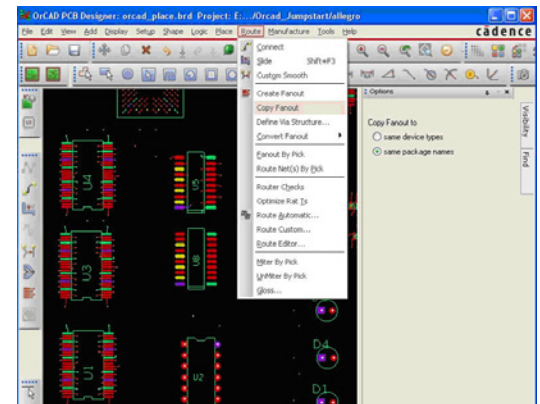 OrCAD PCB Designer: orcad_place.brd Project: E:.../Orcad_Jumpstart/allegro
File Edit View Add Display Setup Shape Logic Place Route Manufacture Tools Help
cādence
Connect
Slide Shift+F3
Custom Smooth
Create Fanout
Copy Fanout
Define Via Structure...
Convert Fanout
Fanout By Pick
Route Net(s) By Pick
Router Checks
Optimize Rat Ts
Route Automatic...
Route Custom...
Route Editor...
Miter By Pick
UnMiter By Pick
Gloss...
Options
Copy Fanout to
same device types
same package names
Visibility
Find
U4
U5
U3
U8
U1
U2
D4
D1